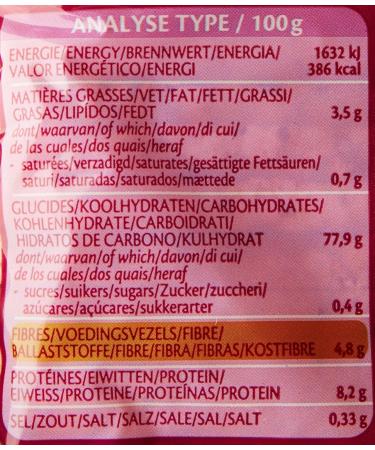 ANALYSE TYPE / 100g
ENERGIE/ENERGY/BRENNWERT/ENERGIA/ 1632 kJ
VALOR ENERGÉTICO/ENERGI 386 kcal
MATIÈRES GRASSES/VET/FAT/FETT/GRASSI/
GRASAS/LIPÍDOS/FEDT 3,5 g
dont/waarvan/of which/davon/di cui/
de las cuales/dos quais/heraf
- saturées/verzadigd/saturates/gesättigte Fettsäuren/
saturi/saturadas/saturados/mættede 0,7 g
GLUCIDES/KOOLHYDRATEN/CARBOHYDRATES/
KOHLENHYDRATE/CARBOIDRATI/
HIDRATOS DE CARBONO/KULHYDRAT 77,9 g
dont/waarvan/of which/davon/di cui/
de los cuales/dos quais/heraf
- sucres/suikers/sugars/Zucker/zuccheri/
azúcares/açúcares/sukkerarter 0,4 g
FIBRES/VOEDINGSVEZELS/FIBRE/
BALLASTSTOFFE/FIBRE/FIBRA/FIBRAS/KOSTFIBRE 4,8 g
PROTÉINES/EIWITTEN/PROTEIN/
EIWEISS/PROTEINE/PROTEÍNAS/PROTEIN 8,2 g
SEL/ZOUT/SALT/SALZ/SALE/SAL/SALT 0,33 g